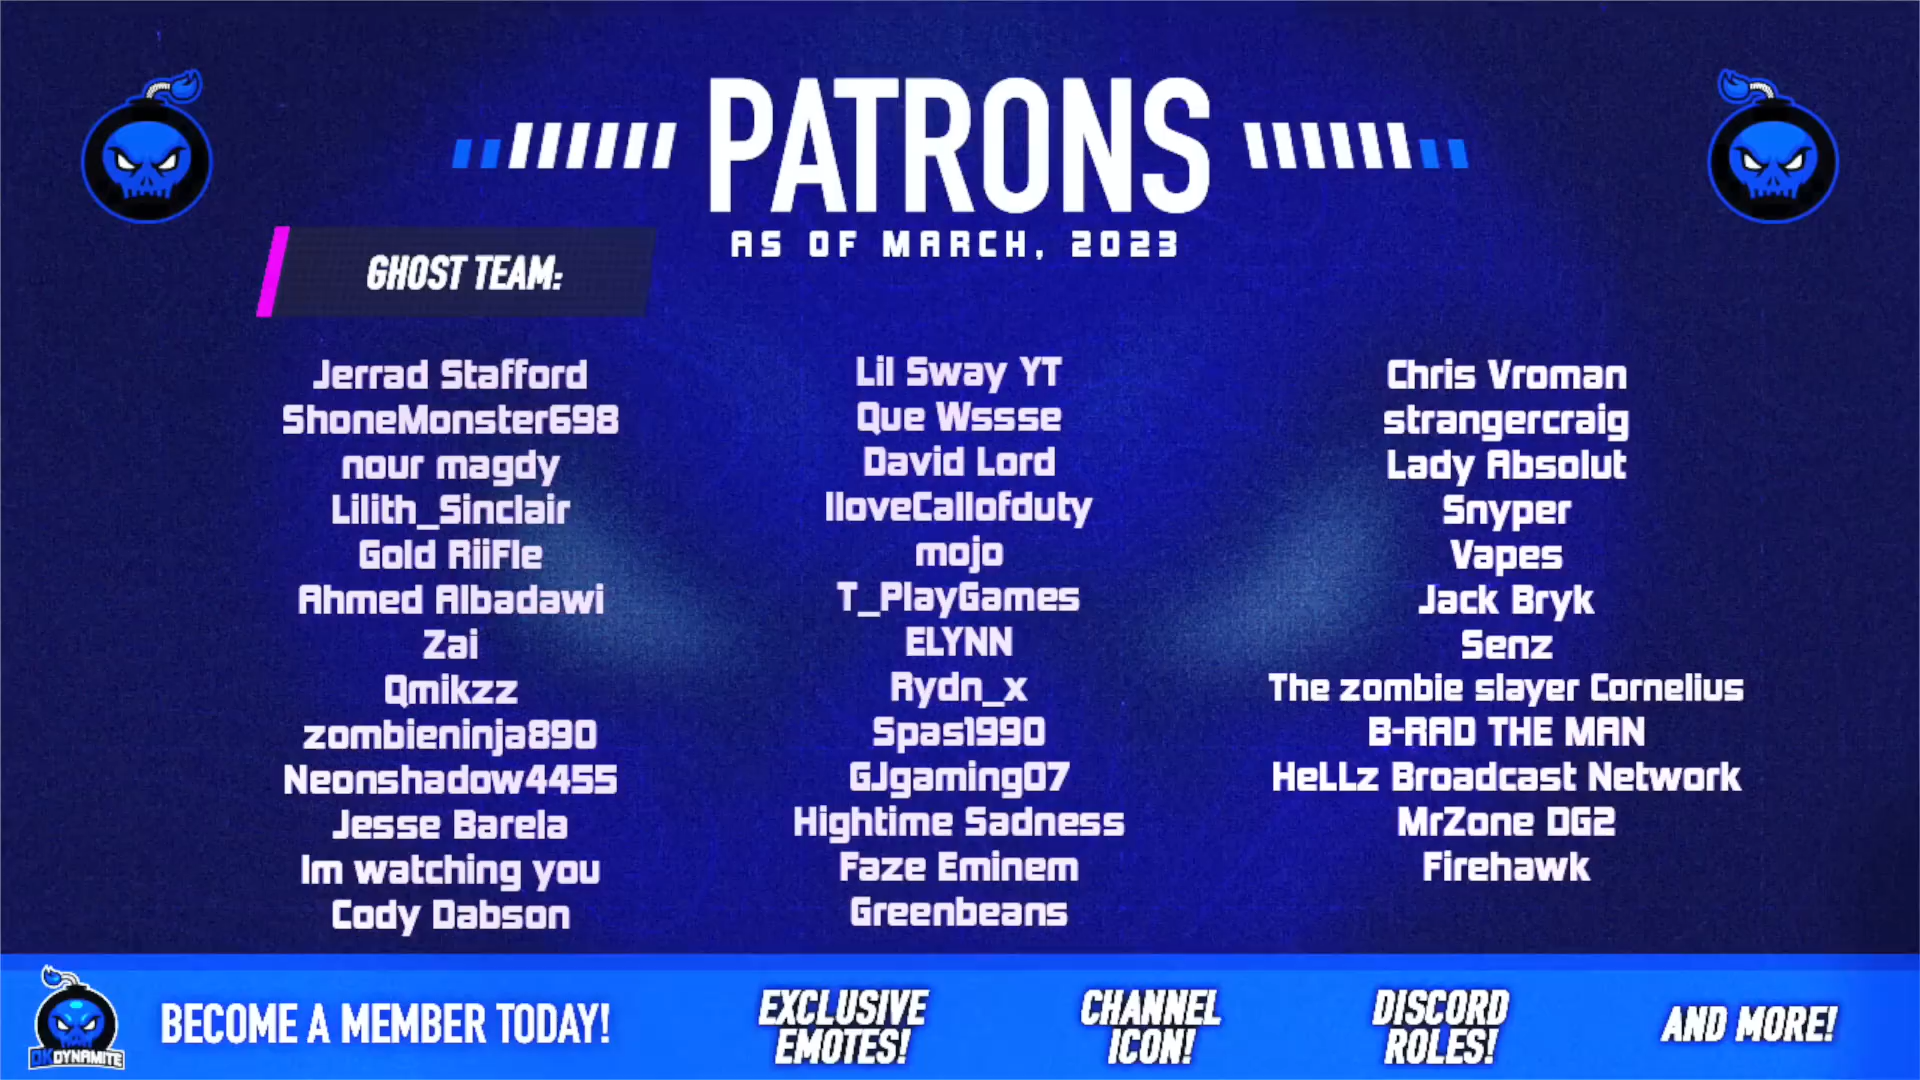 PATRONS
AS OF MARCH, 2023
GHOST TEAM:
Jerrad Stafford
ShoneMonster698
nour magdy
Lilith_Sinclair
Gold RiiFle
Ahmed Albadawi
Zai
Qmikzz
zombieninja890
Neonshadow4455
Jesse Barela
Im watching you
Cody Dabson
Lil Sway YT
Que Wssse
David Lord
IloveCallofduty
mojo
T_PlayGames
ELYNN
Rydn_x
Spas1990
GJgaming07
Hightime Sadness
Faze Eminem
Greenbeans
Chris Vroman
strangercraig
Lady Absolut
Snyper
Vapes
Jack Bryk
Senz
The zombie slayer Cornelius
B-RAD THE MAN
HeLLz Broadcast Network
MrZone DG2
Firehawk
DKDYNAMITE
BECOME A MEMBER TODAY!
EXCLUSIVE
EMOTES!
CHANNEL
ICON!
DISCORD
ROLES!
AND MORE!